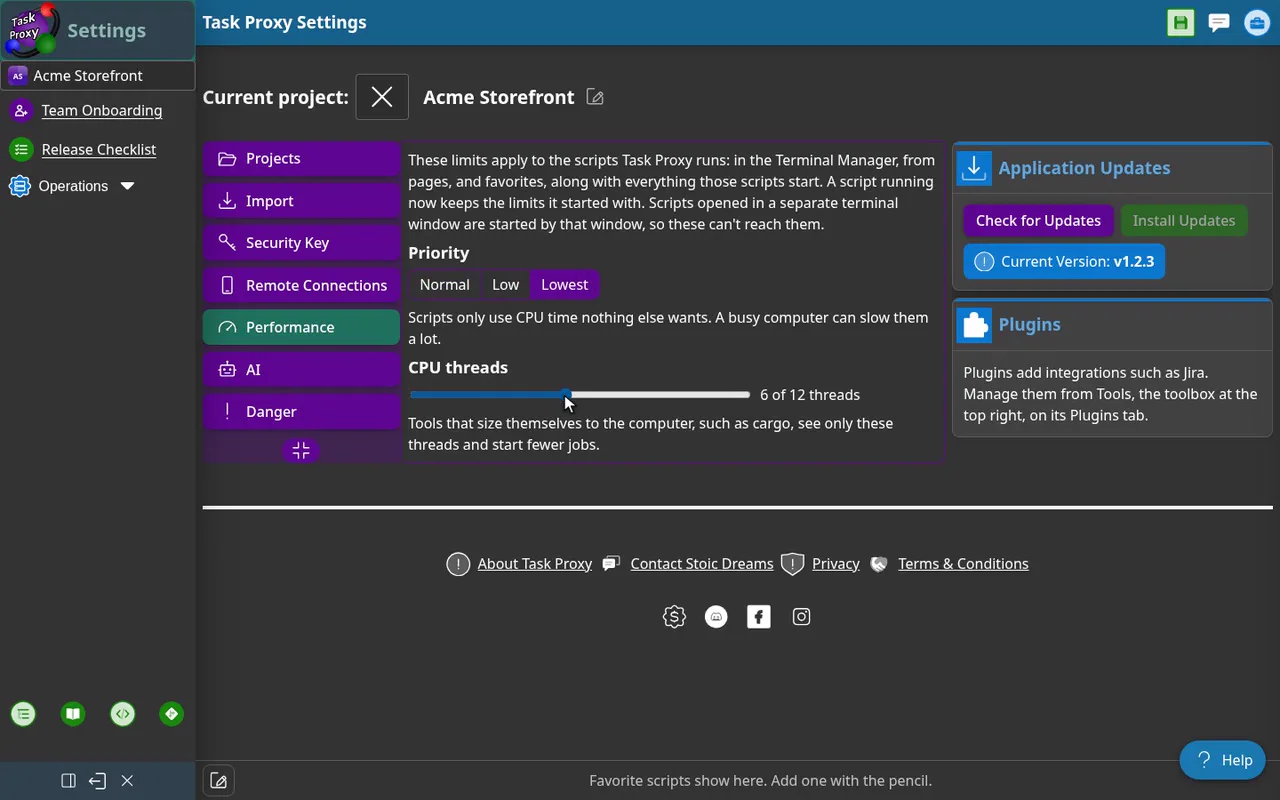 Task Proxy
Settings
Task Proxy Settings
AS Acme Storefront
Team Onboarding
Release Checklist
Operations
Current project:
Acme Storefront
Projects
Import
Security Key
Remote Connections
Performance
AI
Danger
These limits apply to the scripts Task Proxy runs: in the Terminal Manager, from
pages, and favorites, along with everything those scripts start. A script running
now keeps the limits it started with. Scripts opened in a separate terminal
window are started by that window, so these can't reach them.
Priority
Normal Low Lowest
Scripts only use CPU time nothing else wants. A busy computer can slow them
a lot.
CPU threads
6 of 12 threads
Tools that size themselves to the computer, such as cargo, see only these
threads and start fewer jobs.
Application Updates
Check for Updates Install Updates
Current Version: v1.2.3
Plugins
Plugins add integrations such as Jira.
Manage them from Tools, the toolbox at the
top right, on its Plugins tab.
About Task Proxy Contact Stoic Dreams Privacy Terms & Conditions
Favorite scripts show here. Add one with the pencil.
? Help